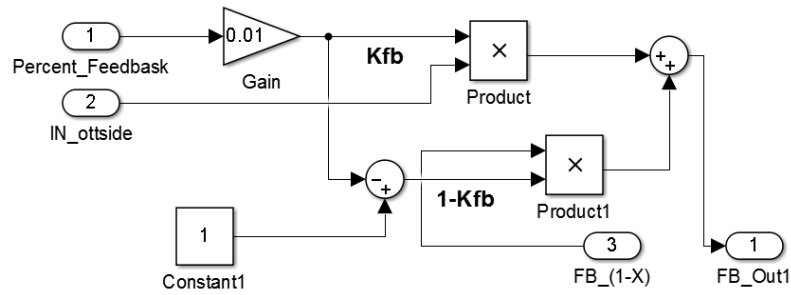 1
Percent_Feedbask
0.01
Gain
Kfb
×
Product
+
+
2
IN_ottside
−
+
1-Kfb
×
Product1
1
Constant1
3
FB_(1-X)
1
FB_Out1